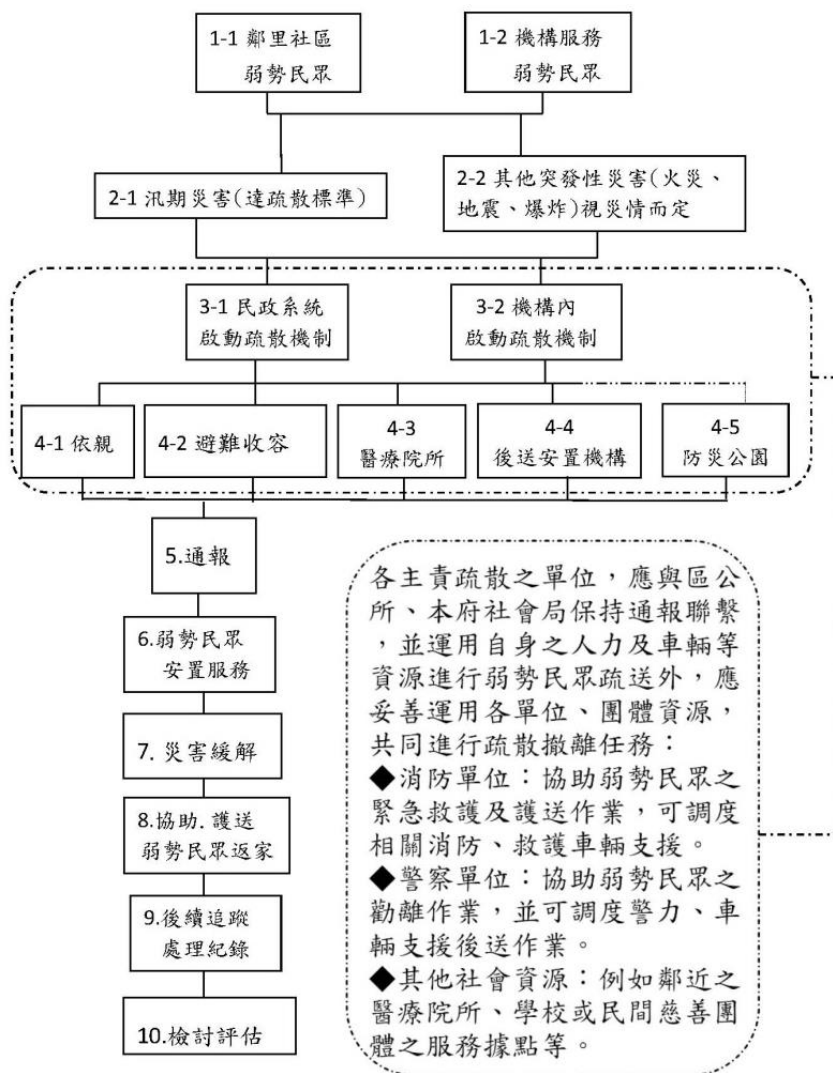 1-1 鄰里社區
弱勢民眾
1-2 機構服務
弱勢民眾
2-1 汛期災害(達疏散標準)
2-2 其他突發性災害(火災、
地震、爆炸)視災情而定
3-1 民政系統
啟動疏散機制
3-2 機構內
啟動疏散機制
4-1 依親
4-2 避難收容
4-3
醫療院所
4-4
後送安置機構
4-5
防災公園
5.通報
6.弱勢民眾
安置服務
7. 災害緩解
8.協助. 護送
弱勢民眾返家
9.後續追蹤
處理紀錄
10.檢討評估
各主責疏散之單位，應與區公
所、本府社會局保持通報聯繫
，並運用自身之人力及車輛等
資源進行弱勢民眾疏送外，應
妥善運用各單位、團體資源，
共同進行疏散撤離任務：
◆消防單位：協助弱勢民眾之
緊急救護及護送作業，可調度
相關消防、救護車輛支援。
◆警察單位：協助弱勢民眾之
勸離作業，並可調度警力、車
輛支援後送作業。
◆其他社會資源：例如鄰近之
醫療院所、學校或民間慈善團
體之服務據點等。